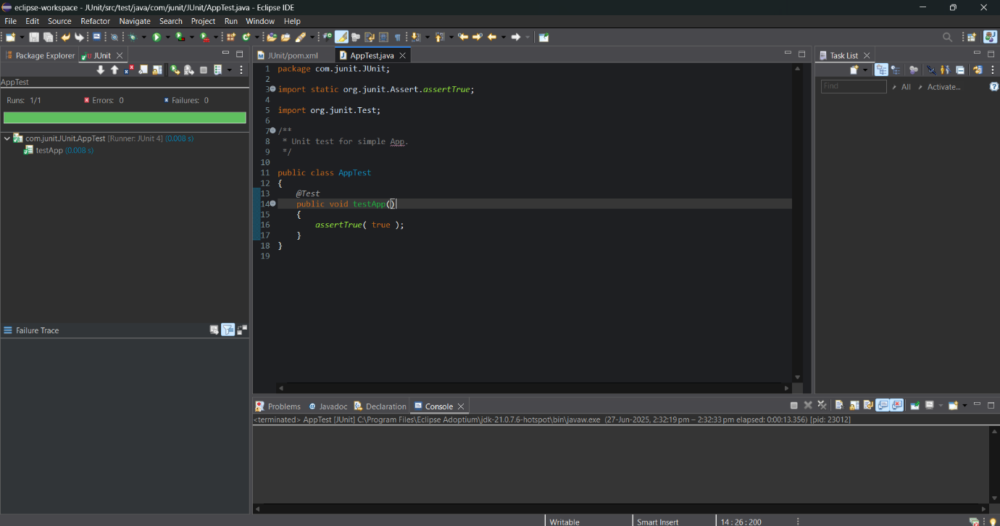 eclipse-workspace - JUnit/src/test/java/com/junit/JUnit/AppTest.java - Eclipse IDE
File Edit Source Refactor Navigate Search Project Run Window Help
Package Explorer JUnit
AppTest
Runs: 1/1 Errors: 0 Failures: 0
com.junit.JUnit.AppTest [Runner: JUnit 4] (0.008 s)
testApp (0.008 s)
Failure Trace
JUnit/pom.xml AppTest.java
1 package com.junit.JUnit;
2
3 import static org.junit.Assert.assertTrue;
4
5 import org.junit.Test;
6
7 /**
8 * Unit test for simple App.
9 */
10
11 public class AppTest
12 {
13 @Test
14 public void testApp()
15 {
16 assertTrue( true );
17 }
18 }
19
Task List
Find All Activate...
Problems Javadoc Declaration Console
<terminated> AppTest [JUnit] C:\Program Files\Eclipse Adoptium\jdk-21.0.7.6-hotspot\bin\javaw.exe (27-Jun-2025, 2:32:19 pm – 2:32:33 pm elapsed: 0:00:13.356) [pid: 23012]
Writable Smart Insert 14 : 26 : 200